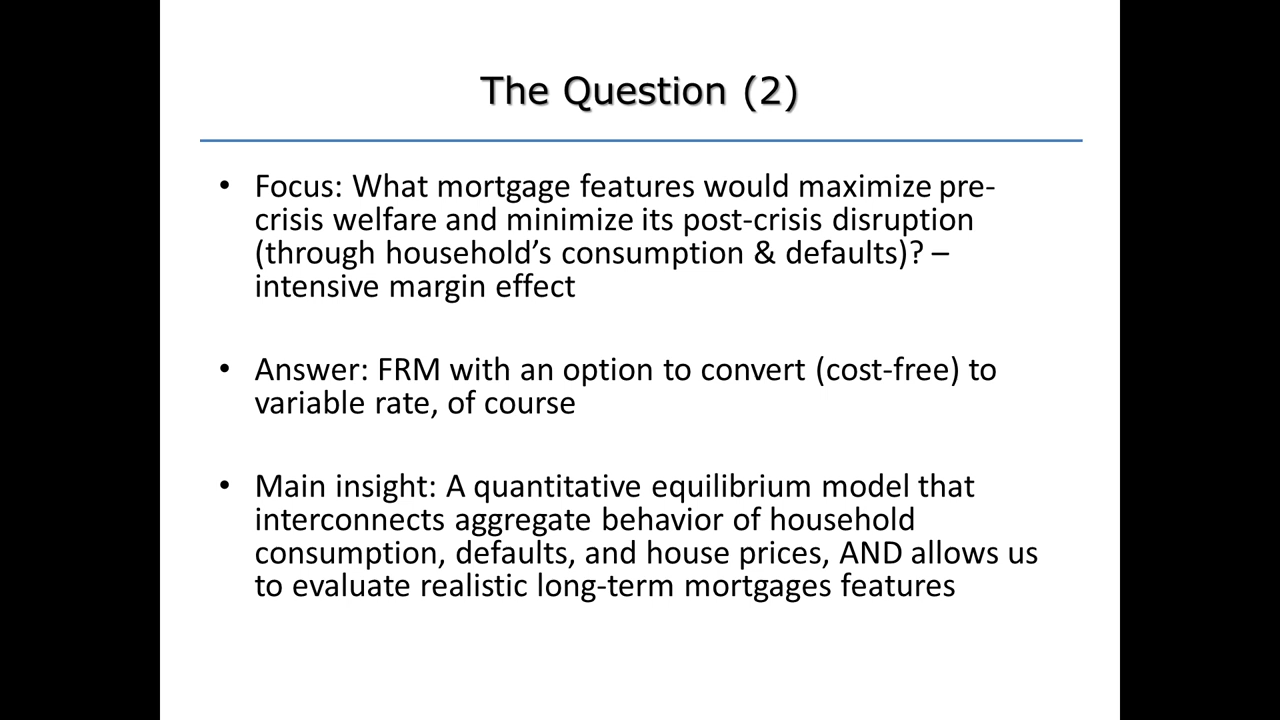 The Question (2)
• Focus: What mortgage features would maximize pre-
crisis welfare and minimize its post-crisis disruption
(through household’s consumption & defaults)? –
intensive margin effect
• Answer: FRM with an option to convert (cost-free) to
variable rate, of course
• Main insight: A quantitative equilibrium model that
interconnects aggregate behavior of household
consumption, defaults, and house prices, AND allows us
to evaluate realistic long-term mortgages features